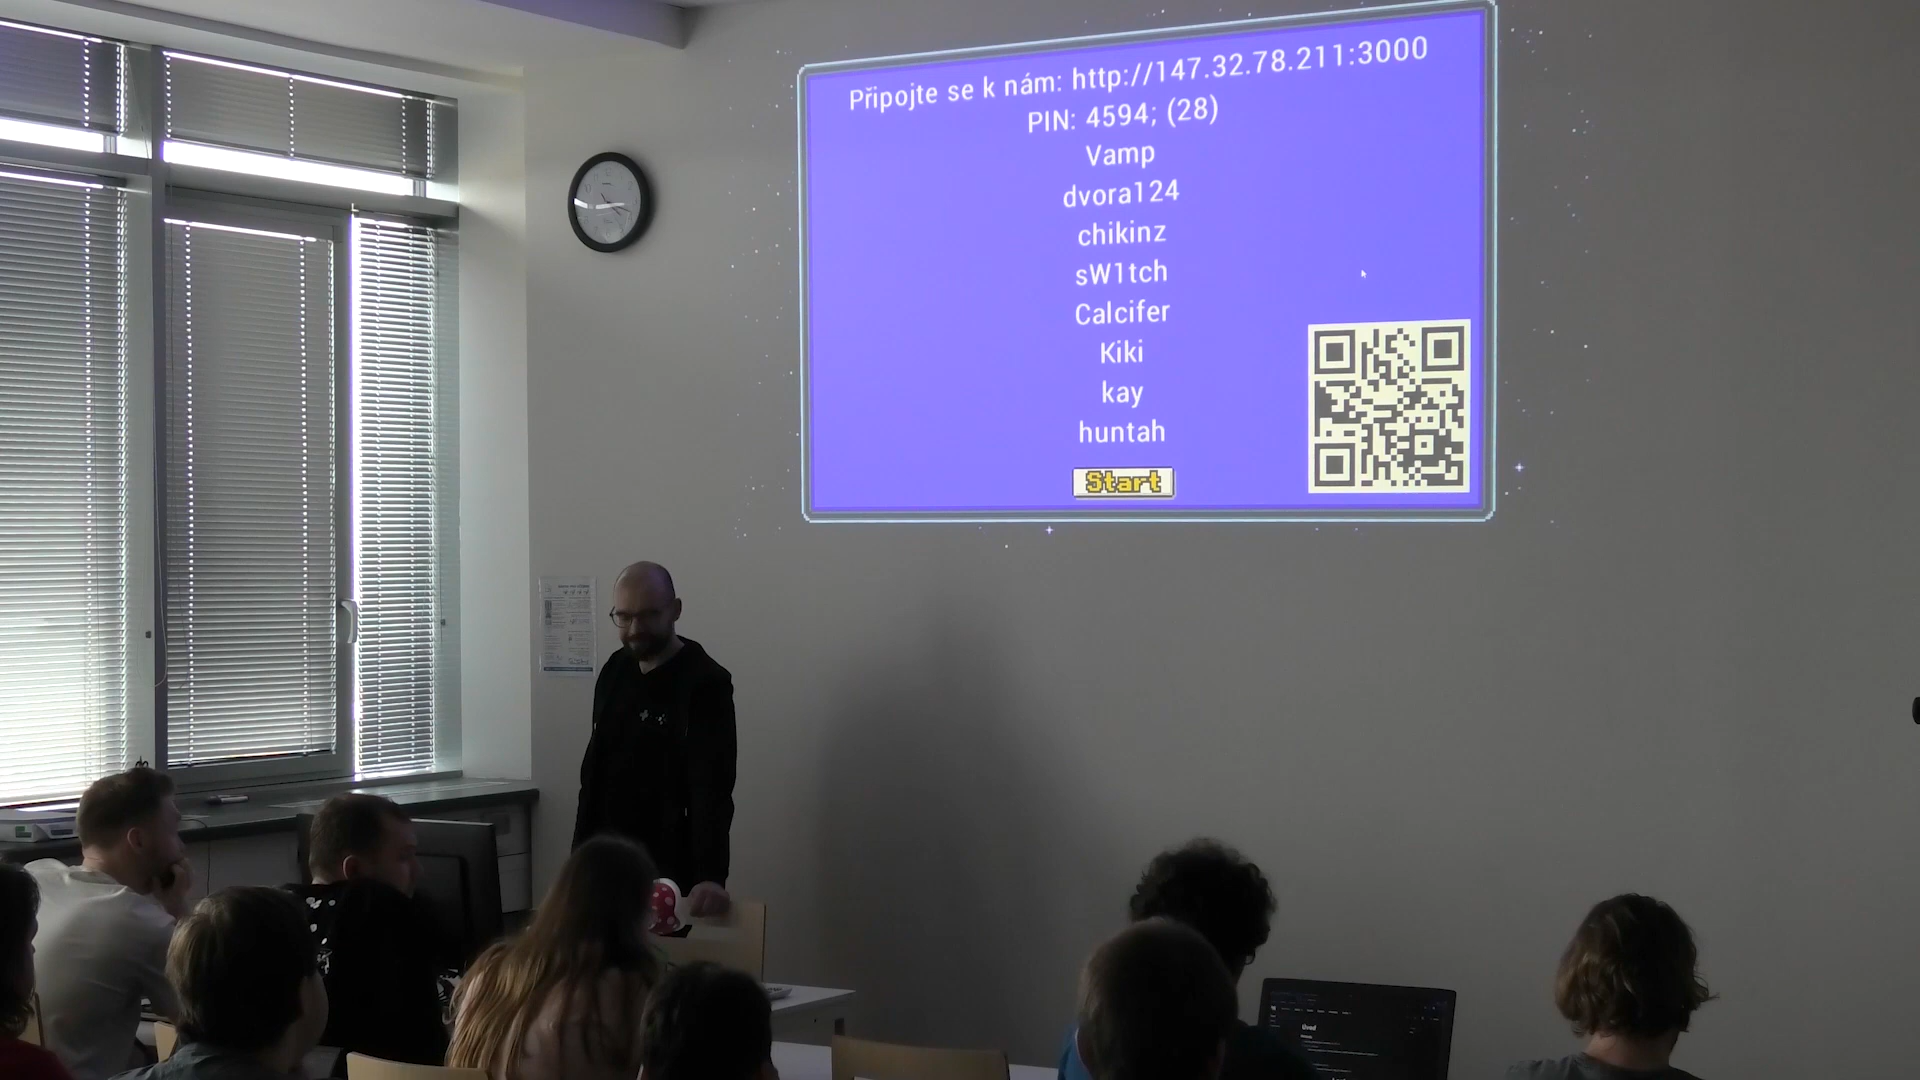 Připojte se k nám: http://147.32.78.211:3000
PIN: 4594; (28)
Vamp
dvora124
chikinz
sW1tch
Calcifer
Kiki
kay
huntah
Start
Úvod